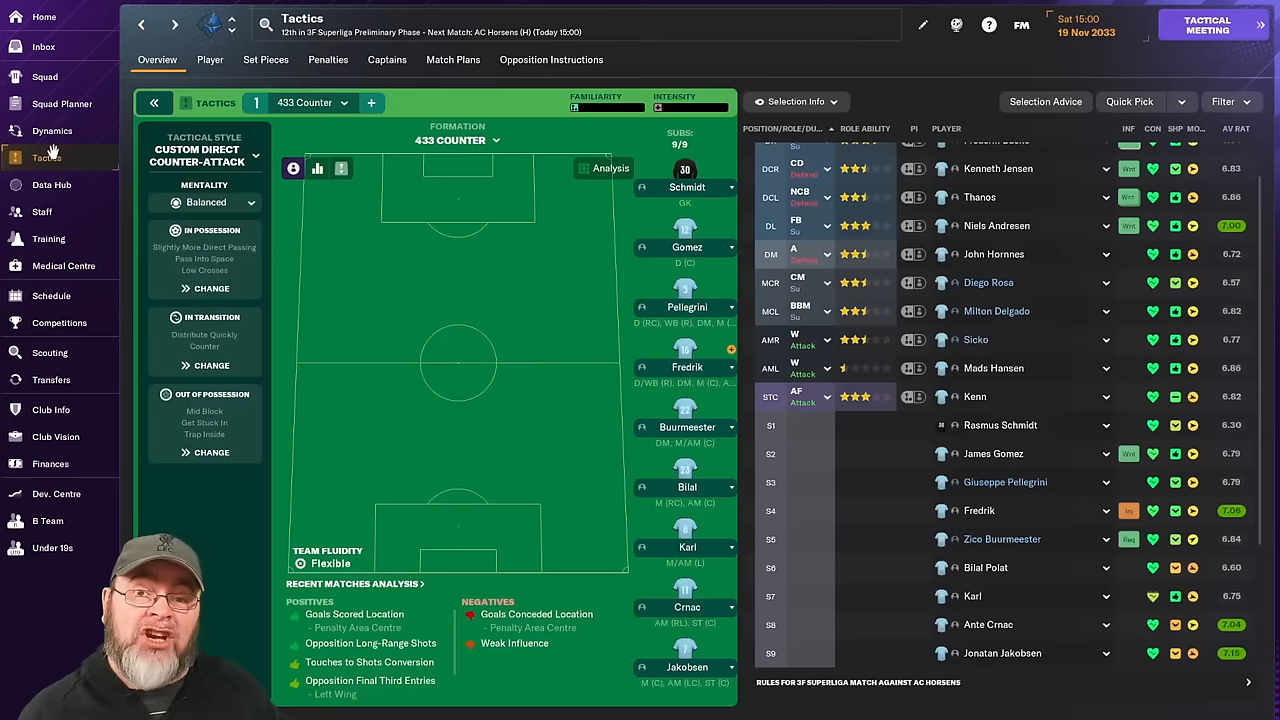 Home
Inbox
Squad
Squad Planner
Dynamics
Data Hub
Staff
Training
Medical Centre
Schedule
Competitions
Scouting
Transfers
Club Info
Club Vision
Finances
Dev. Centre
B Team
Under 19s
Tactics
12th in 3F Superliga Preliminary Phase - Next Match: AC Horsens (H) (Today 15:00)
FM
Sat 15:00
19 Nov 2033
TACTICAL MEETING
Overview Player Set Pieces Penalties Captains Match Plans Opposition Instructions
TACTICS 1 433 Counter +
FAMILIARITY INTENSITY
TACTICAL STYLE
CUSTOM DIRECT
COUNTER-ATTACK
MENTALITY
Balanced
IN POSSESSION
Slightly More Direct Passing
Pass Into Space
Low Crosses
CHANGE
IN TRANSITION
Distribute Quickly
Counter
CHANGE
OUT OF POSSESSION
Mid Block
Get Stuck In
Trap Inside
CHANGE
FORMATION
433 COUNTER
Analysis
TEAM FLUIDITY
Flexible
RECENT MATCHES ANALYSIS
POSITIVES
Goals Scored Location
- Penalty Area Centre
Opposition Long-Range Shots
Touches to Shots Conversion
Opposition Final Third Entries
- Left Wing
NEGATIVES
Goals Conceded Location
- Penalty Area Centre
Weak Influence
SUBS:
9/9
30
Schmidt
GK
12
Gomez
D (C)
Pellegrini
D (RC), WB (R), DM, M (...
16
Fredrik
D/WB (R), DM, M (C), A...
22
Buurmeester
DM, M/AM (C)
23
Bilal
M (RC), AM (C)
Karl
M/AM (L)
11
Crnac
AM (RL), ST (C)
7
Jakobsen
M (C), AM (LC), ST (C)
Selection Info Selection Advice Quick Pick Filter
POSITION/ROLE/DU... ROLE ABILITY PI PLAYER INF CON SHP MO... AV RAT
Su
DCR CD Defend Kenneth Jensen Wnt 6.83
DCL NCB Defend Thanos Wnt 6.86
DL FB Su Niels Andresen Wnt 7.00
DM A Defend John Hornnes 6.72
MCR CM Su Diego Rosa 6.57
MCL BBM Su Milton Delgado 6.82
AMR W Attack Sicko 6.77
AML W Attack Mads Hansen 6.86
STC AF Attack Kenn 6.82
S1 Rasmus Schmidt 6.30
S2 James Gomez Wnt 6.79
S3 Giuseppe Pellegrini 6.79
S4 Fredrik Inj 7.06
S5 Zico Buurmeester Req 6.84
S6 Bilal Polat 6.60
S7 Karl 6.75
S8 Ante Crnac 7.04
S9 Jonatan Jakobsen 7.15
RULES FOR 3F SUPERLIGA MATCH AGAINST AC HORSENS